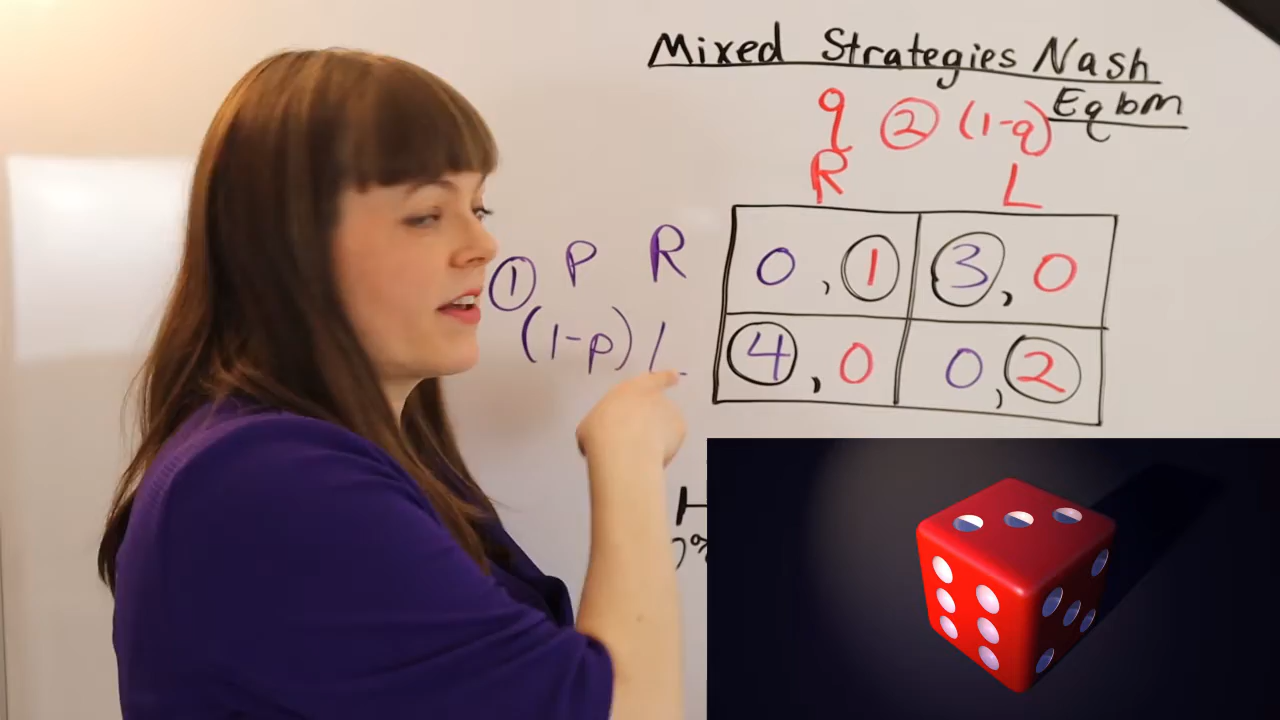 Mixed Strategies Nash
Eqbm
q ② (1-q)
R L
① P R 0, 1 3, 0
(1-p) L 4, 0 0, 2